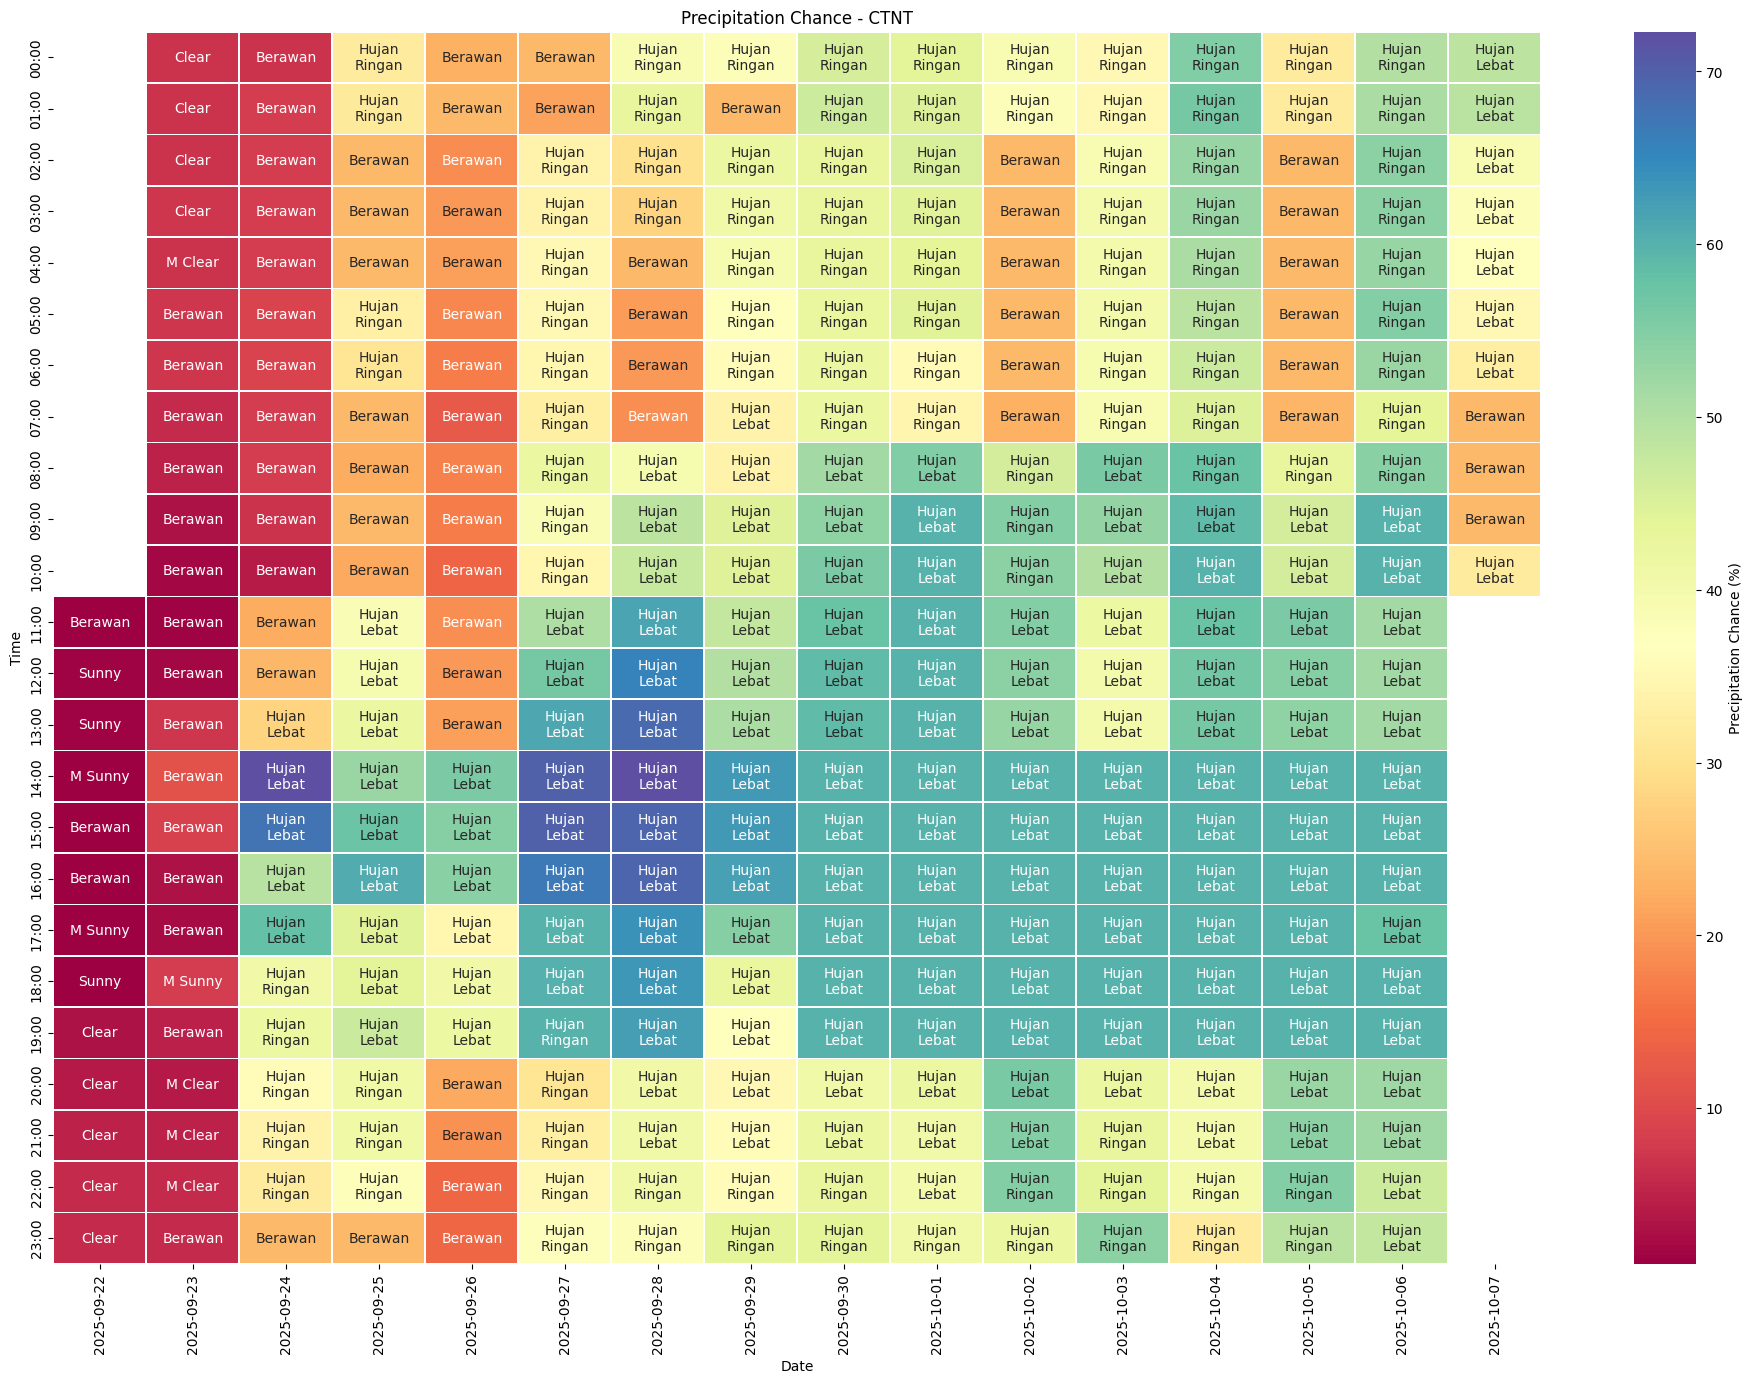 Precipitation Chance - CTNT
00:00 Clear Berawan Hujan Ringan Berawan Berawan Hujan Ringan Hujan Ringan Hujan Ringan Hujan Ringan Hujan Ringan Hujan Ringan Hujan Ringan Hujan Ringan Hujan Ringan Hujan Lebat
01:00 Clear Berawan Hujan Ringan Berawan Berawan Hujan Ringan Berawan Hujan Ringan Hujan Ringan Hujan Ringan Hujan Ringan Hujan Ringan Hujan Ringan Hujan Ringan Hujan Lebat
02:00 Clear Berawan Berawan Berawan Hujan Ringan Hujan Ringan Hujan Ringan Hujan Ringan Hujan Ringan Berawan Hujan Ringan Hujan Ringan Berawan Hujan Ringan Hujan Lebat
03:00 Clear Berawan Berawan Berawan Hujan Ringan Hujan Ringan Hujan Ringan Hujan Ringan Hujan Ringan Berawan Hujan Ringan Hujan Ringan Berawan Hujan Ringan Hujan Lebat
04:00 M Clear Berawan Berawan Berawan Hujan Ringan Berawan Hujan Ringan Hujan Ringan Hujan Ringan Berawan Hujan Ringan Hujan Ringan Berawan Hujan Ringan Hujan Lebat
05:00 Berawan Berawan Hujan Ringan Berawan Hujan Ringan Berawan Hujan Ringan Hujan Ringan Hujan Ringan Berawan Hujan Ringan Hujan Ringan Berawan Hujan Ringan Hujan Lebat
06:00 Berawan Berawan Hujan Ringan Berawan Hujan Ringan Berawan Hujan Ringan Hujan Ringan Hujan Ringan Berawan Hujan Ringan Hujan Ringan Berawan Hujan Ringan Hujan Lebat
07:00 Berawan Berawan Berawan Berawan Hujan Ringan Berawan Hujan Lebat Hujan Ringan Hujan Ringan Berawan Hujan Ringan Hujan Ringan Berawan Hujan Ringan Berawan
08:00 Berawan Berawan Berawan Berawan Hujan Ringan Hujan Lebat Hujan Lebat Hujan Lebat Hujan Lebat Hujan Ringan Hujan Lebat Hujan Ringan Hujan Ringan Hujan Ringan Berawan
09:00 Berawan Berawan Berawan Berawan Hujan Ringan Hujan Lebat Hujan Lebat Hujan Lebat Hujan Lebat Hujan Ringan Hujan Lebat Hujan Lebat Hujan Lebat Hujan Lebat Berawan
10:00 Berawan Berawan Berawan Berawan Hujan Ringan Hujan Lebat Hujan Lebat Hujan Lebat Hujan Lebat Hujan Ringan Hujan Lebat Hujan Lebat Hujan Lebat Hujan Lebat Hujan Lebat
11:00 Berawan Berawan Berawan Hujan Lebat Berawan Hujan Lebat Hujan Lebat Hujan Lebat Hujan Lebat Hujan Lebat Hujan Lebat Hujan Lebat Hujan Lebat Hujan Lebat Hujan Lebat
12:00 Sunny Berawan Berawan Hujan Lebat Berawan Hujan Lebat Hujan Lebat Hujan Lebat Hujan Lebat Hujan Lebat Hujan Lebat Hujan Lebat Hujan Lebat Hujan Lebat Hujan Lebat
13:00 Sunny Berawan Hujan Lebat Hujan Lebat Berawan Hujan Lebat Hujan Lebat Hujan Lebat Hujan Lebat Hujan Lebat Hujan Lebat Hujan Lebat Hujan Lebat Hujan Lebat Hujan Lebat
14:00 M Sunny Berawan Hujan Lebat Hujan Lebat Hujan Lebat Hujan Lebat Hujan Lebat Hujan Lebat Hujan Lebat Hujan Lebat Hujan Lebat Hujan Lebat Hujan Lebat Hujan Lebat Hujan Lebat
15:00 Berawan Berawan Hujan Lebat Hujan Lebat Hujan Lebat Hujan Lebat Hujan Lebat Hujan Lebat Hujan Lebat Hujan Lebat Hujan Lebat Hujan Lebat Hujan Lebat Hujan Lebat Hujan Lebat
16:00 Berawan Berawan Hujan Lebat Hujan Lebat Hujan Lebat Hujan Lebat Hujan Lebat Hujan Lebat Hujan Lebat Hujan Lebat Hujan Lebat Hujan Lebat Hujan Lebat Hujan Lebat Hujan Lebat
17:00 M Sunny Berawan Hujan Lebat Hujan Lebat Hujan Lebat Hujan Lebat Hujan Lebat Hujan Lebat Hujan Lebat Hujan Lebat Hujan Lebat Hujan Lebat Hujan Lebat Hujan Lebat Hujan Lebat
18:00 Sunny M Sunny Hujan Ringan Hujan Lebat Hujan Lebat Hujan Lebat Hujan Lebat Hujan Lebat Hujan Lebat Hujan Lebat Hujan Lebat Hujan Lebat Hujan Lebat Hujan Lebat Hujan Lebat
19:00 Clear Berawan Hujan Ringan Hujan Lebat Hujan Lebat Hujan Ringan Hujan Lebat Hujan Lebat Hujan Lebat Hujan Lebat Hujan Lebat Hujan Lebat Hujan Lebat Hujan Lebat Hujan Lebat
20:00 Clear M Clear Hujan Ringan Hujan Ringan Berawan Hujan Ringan Hujan Lebat Hujan Lebat Hujan Lebat Hujan Lebat Hujan Lebat Hujan Lebat Hujan Lebat Hujan Lebat Hujan Lebat
21:00 Clear M Clear Hujan Ringan Hujan Ringan Berawan Hujan Ringan Hujan Lebat Hujan Lebat Hujan Lebat Hujan Lebat Hujan Lebat Hujan Ringan Hujan Lebat Hujan Lebat Hujan Lebat
22:00 Clear M Clear Hujan Ringan Hujan Ringan Berawan Hujan Ringan Hujan Ringan Hujan Ringan Hujan Ringan Hujan Lebat Hujan Ringan Hujan Ringan Hujan Ringan Hujan Ringan Hujan Lebat
23:00 Clear Berawan Berawan Berawan Berawan Hujan Ringan Hujan Ringan Hujan Ringan Hujan Ringan Hujan Ringan Hujan Ringan Hujan Ringan Hujan Ringan Hujan Ringan Hujan Lebat
Time
2025-09-22 2025-09-23 2025-09-24 2025-09-25 2025-09-26 2025-09-27 2025-09-28 2025-09-29 2025-09-30 2025-10-01 2025-10-02 2025-10-03 2025-10-04 2025-10-05 2025-10-06 2025-10-07
Date
70
60
50
40
30
20
10
Precipitation Chance (%)